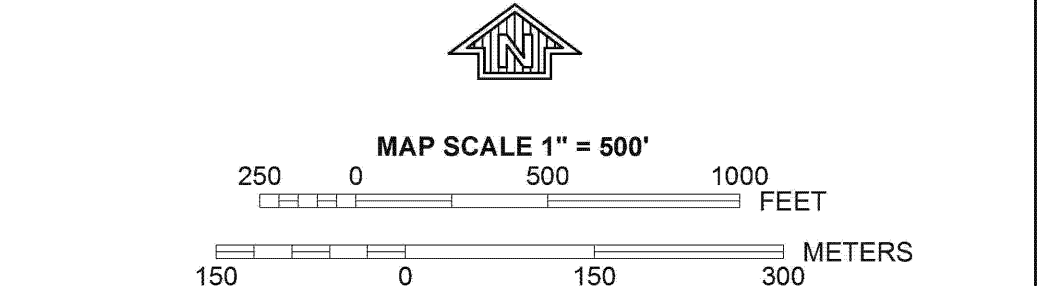 N
MAP SCALE 1" = 500'
250 0 500 1000
FEET
METERS
150 0 150 300